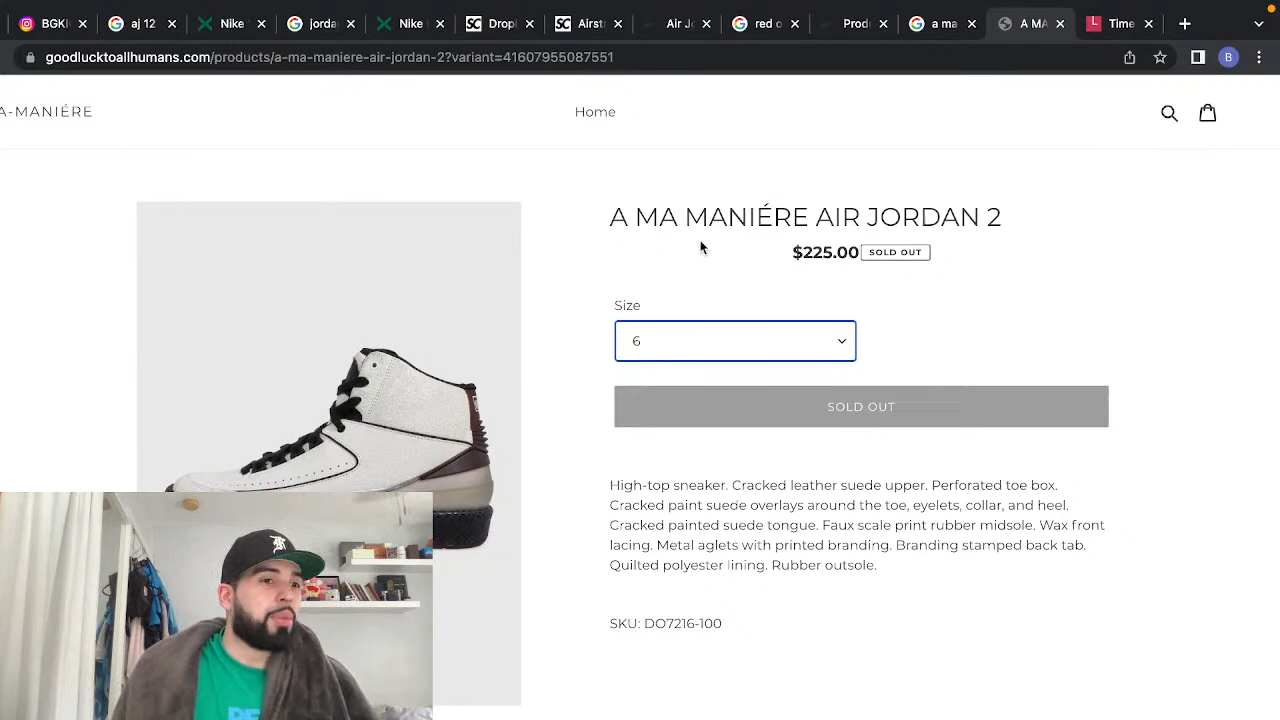 BGKI
aj 12
Nike
jorda
Nike
Dropl
Airstr
Air Jo
red o
Prod
a ma
A MA
Time
goodlucktoallhumans.com/products/a-ma-maniere-air-jordan-2?variant=41607955087551
B
A-MANIÉRE
Home
A MA MANIÉRE AIR JORDAN 2
$225.00 SOLD OUT
Size
6
SOLD OUT
High-top sneaker. Cracked leather suede upper. Perforated toe box.
Cracked paint suede overlays around the toe, eyelets, collar, and heel.
Cracked painted suede tongue. Faux scale print rubber midsole. Wax front
lacing. Metal aglets with printed branding. Branding stamped back tab.
Quilted polyester lining. Rubber outsole.
SKU: DO7216-100